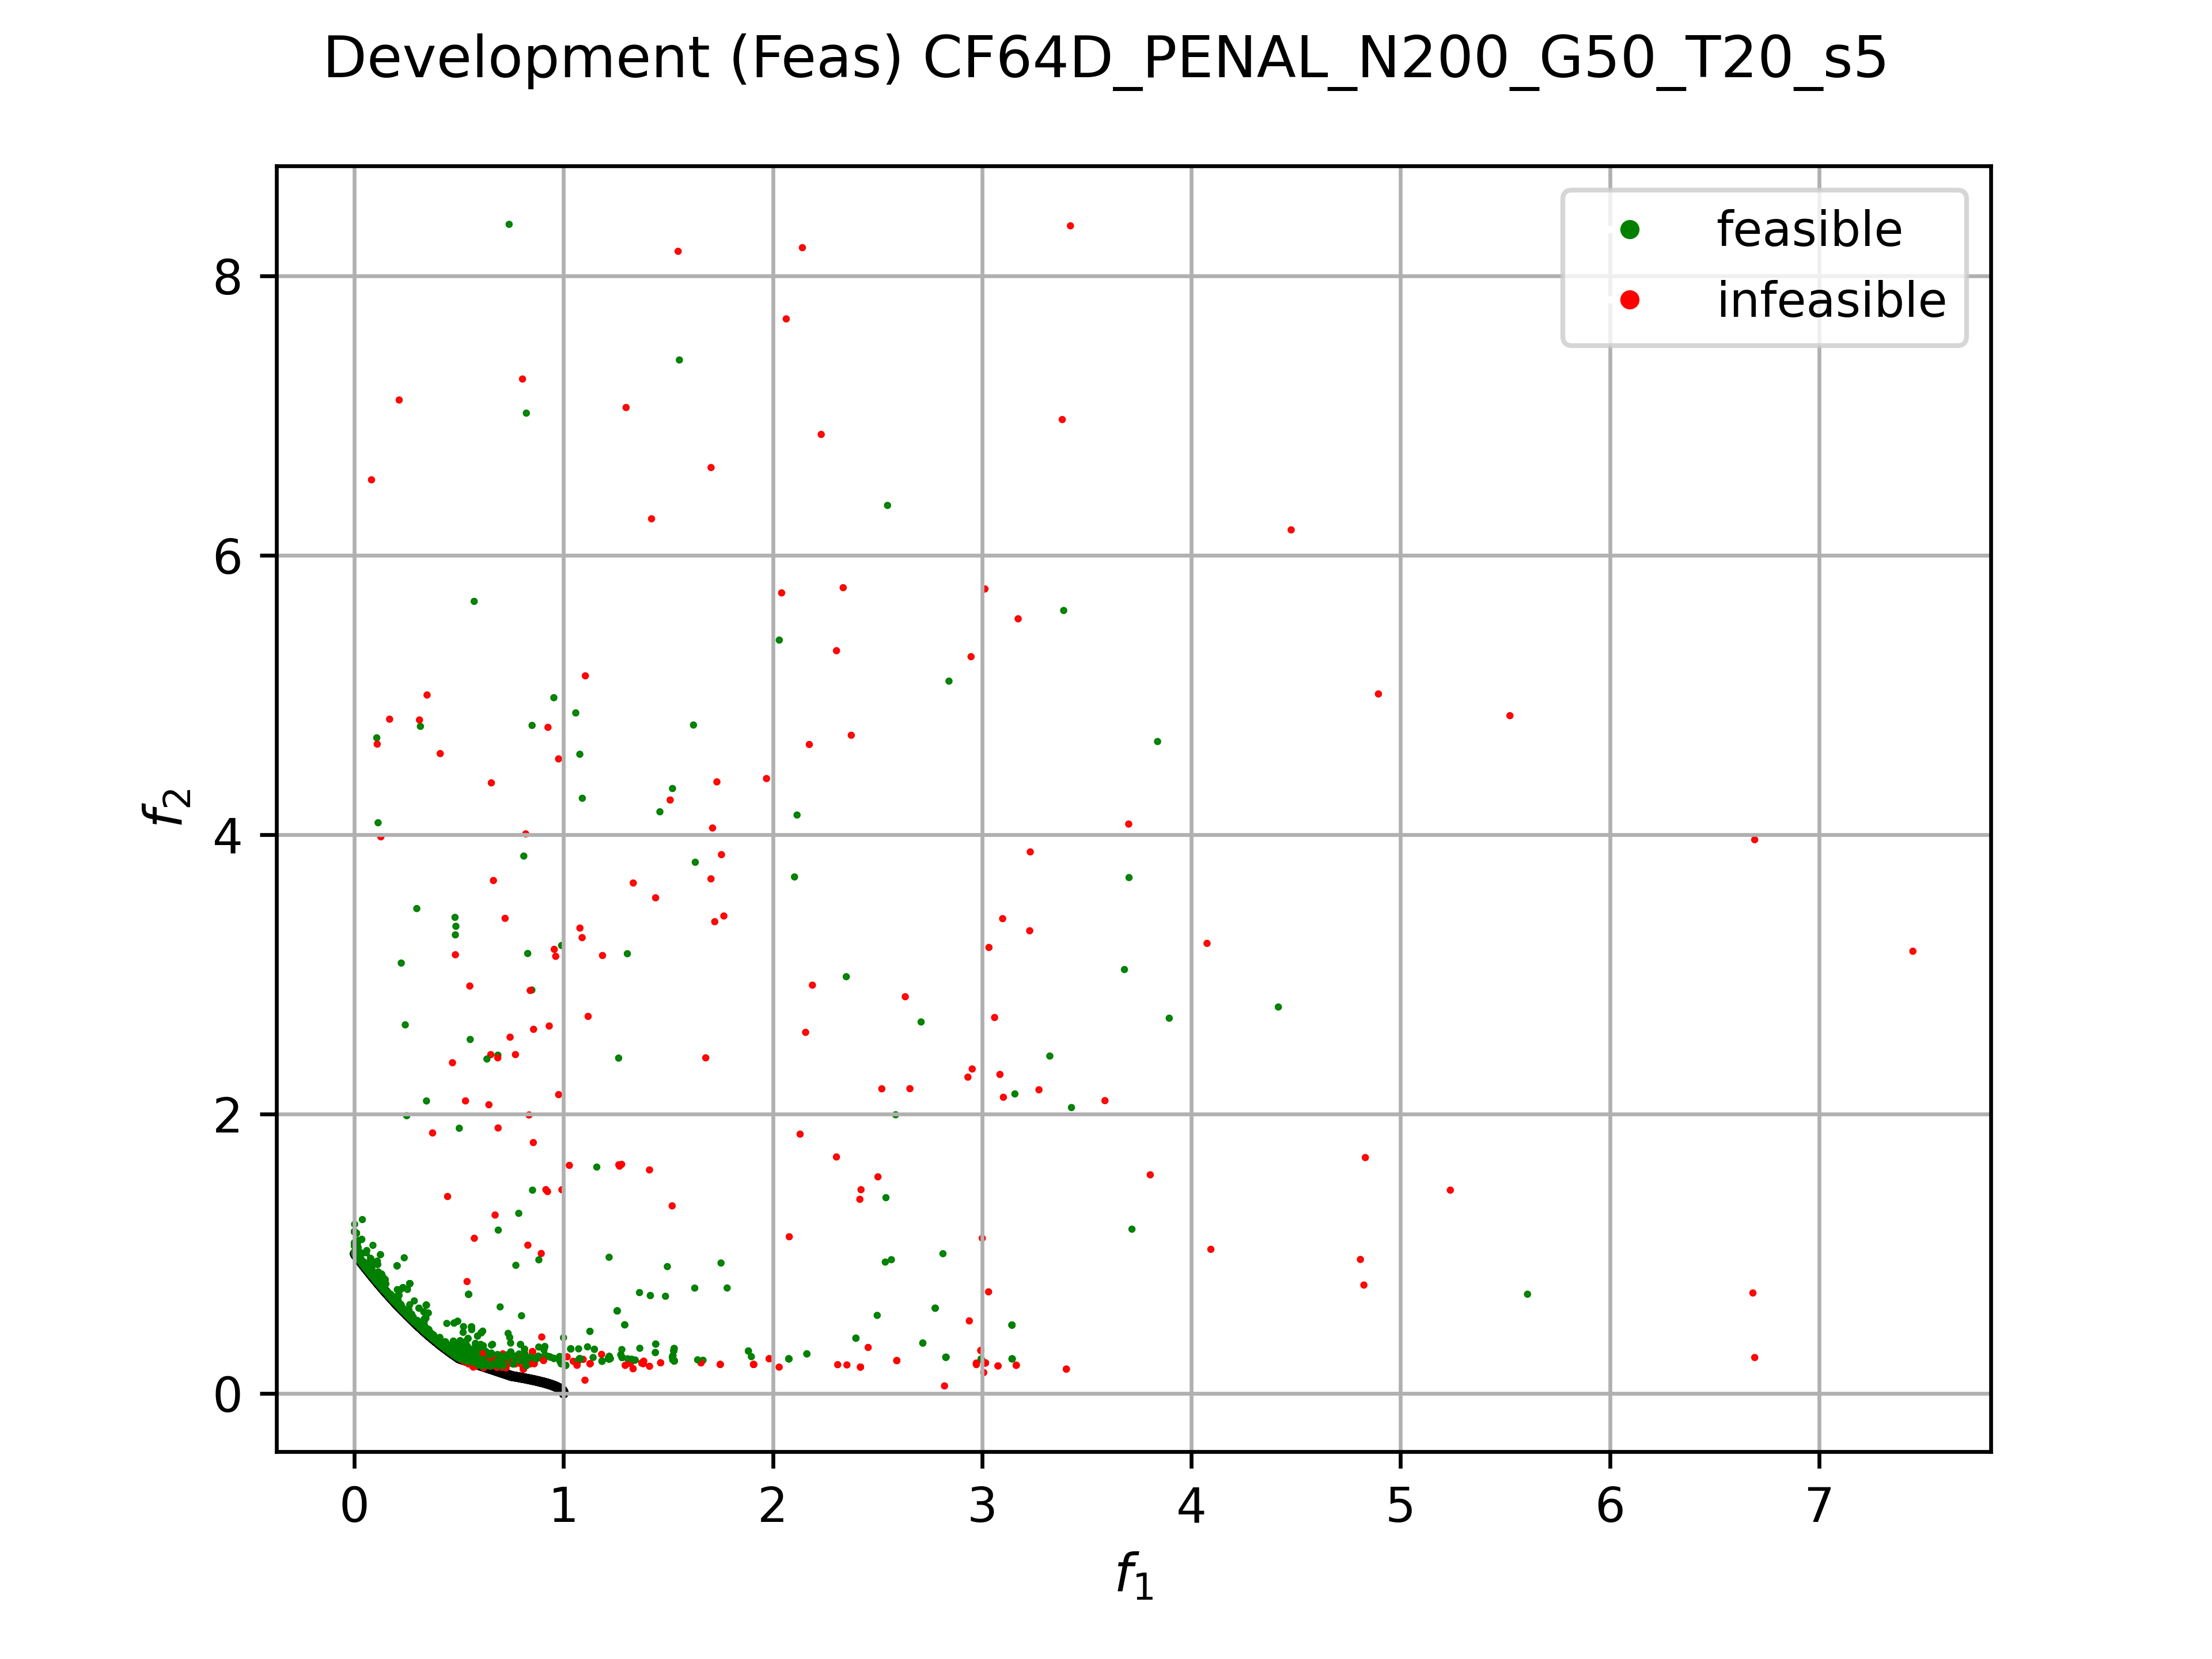 Development (Feas) CF64D_PENAL_N200_G50_T20_s5
feasible
infeasible
8
6
4
2
0
f2
0 1 2 3 4 5 6 7
f1